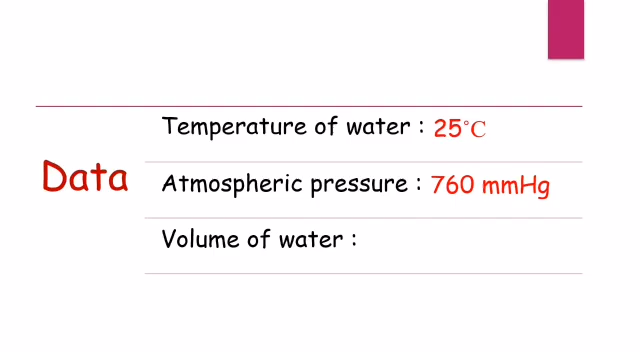 Temperature of water : 25°C
Data
Atmospheric pressure : 760 mmHg
Volume of water :